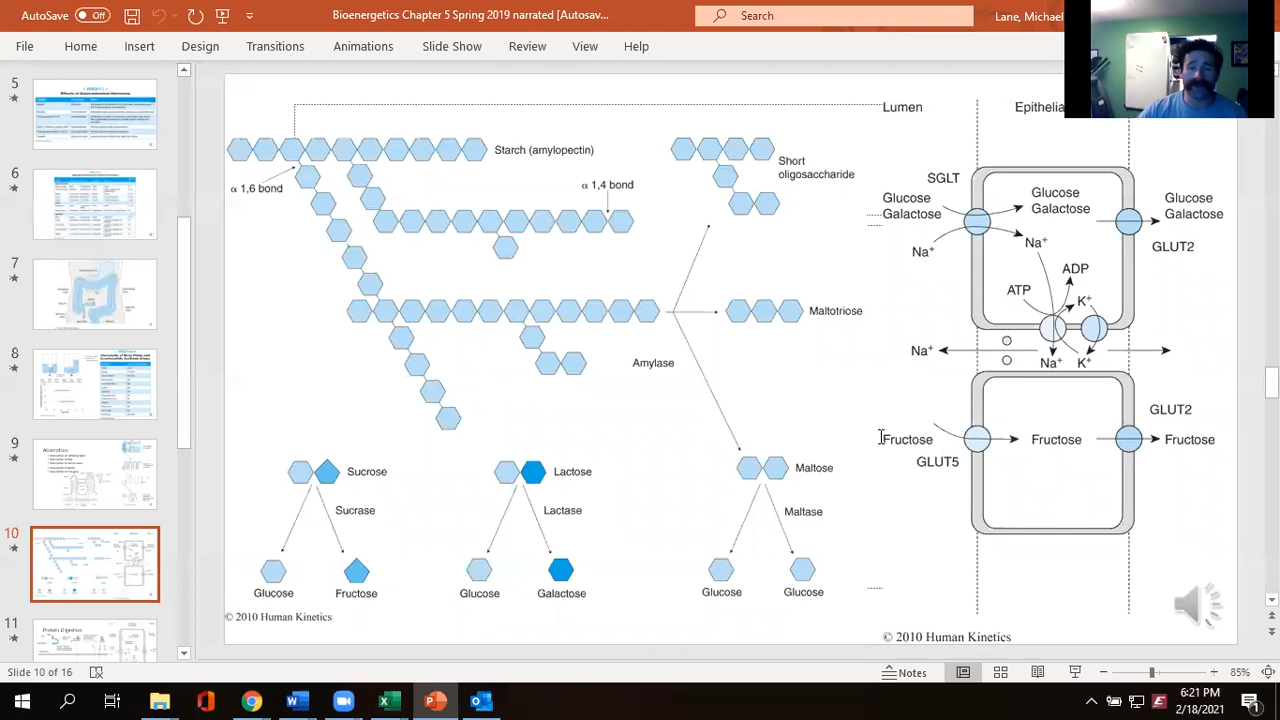 AutoSave Off
Bioenergetics Chapter 5 Spring 2019 narrated [Autosav...
Search
Lane, Michael
File Home Insert Design Transitions Animations Slide Show Review View Help
5
6
7
8
9
Absorption
10
11
Protein Digestion
Starch (amylopectin)
α 1,6 bond
α 1,4 bond
Short
oligosaccharide
Maltotriose
Amylase
Sucrose
Lactose
Maltose
Sucrase
Lactase
Maltase
Glucose
Fructose
Glucose
Galactose
Glucose
Glucose
© 2010 Human Kinetics
Lumen
SGLT
Glucose
Galactose
Glucose
Galactose
Glucose
Galactose
GLUT2
Na⁺
Na⁺
ADP
ATP
K⁺
Na⁺
Na⁺
K⁺
GLUT2
Fructose
Fructose
Fructose
GLUT5
© 2010 Human Kinetics
Slide 10 of 16
Notes
85%
6:21 PM
2/18/2021